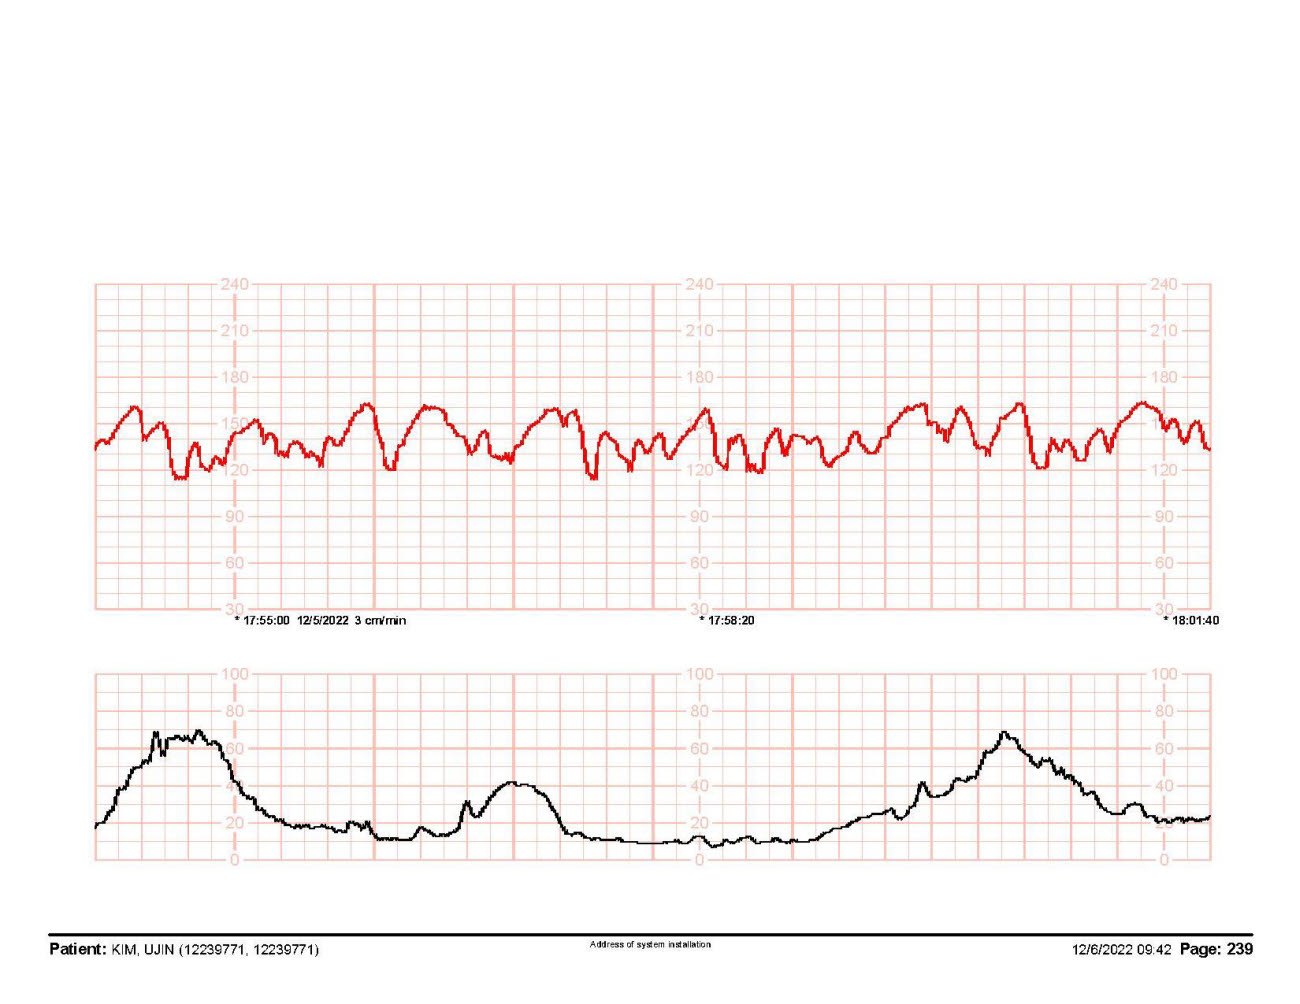 240 240 240
210 210 210
180 180 180
150 150 150
120 120 120
90 90 90
60 60 60
30 30 30
* 17:55:00 12/5/2022 3 cm/min * 17:58:20 * 18:01:40
100 100 100
80 80 80
60 60 60
40 40 40
20 20 20
0 0 0
Patient: KIM, UJIN (12239771, 12239771) Address of system installation 12/6/2022 09:42 Page: 239